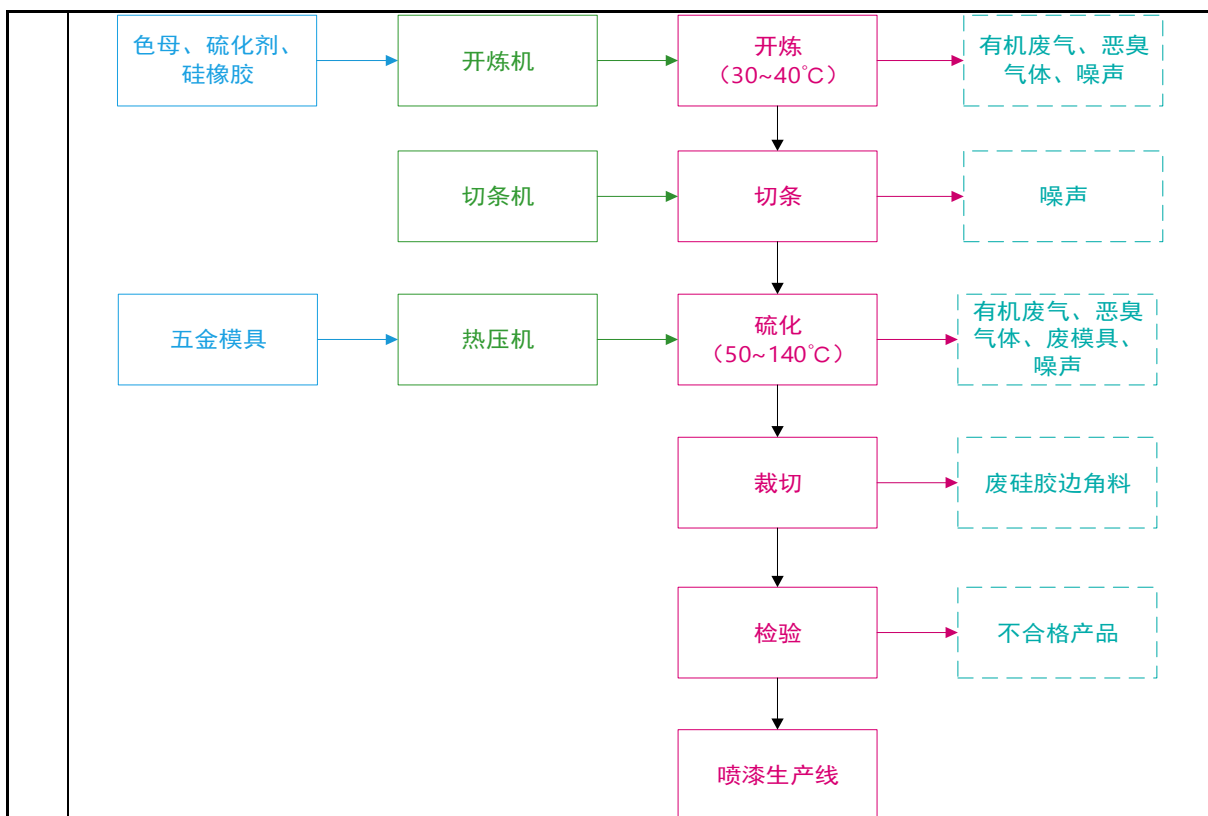 色母、硫化剂、
硅橡胶
开炼机
开炼
（30~40℃）
有机废气、恶臭
气体、噪声
切条机
切条
噪声
五金模具
热压机
硫化
（50~140℃）
有机废气、恶臭
气体、废模具、
噪声
裁切
废硅胶边角料
检验
不合格产品
喷漆生产线